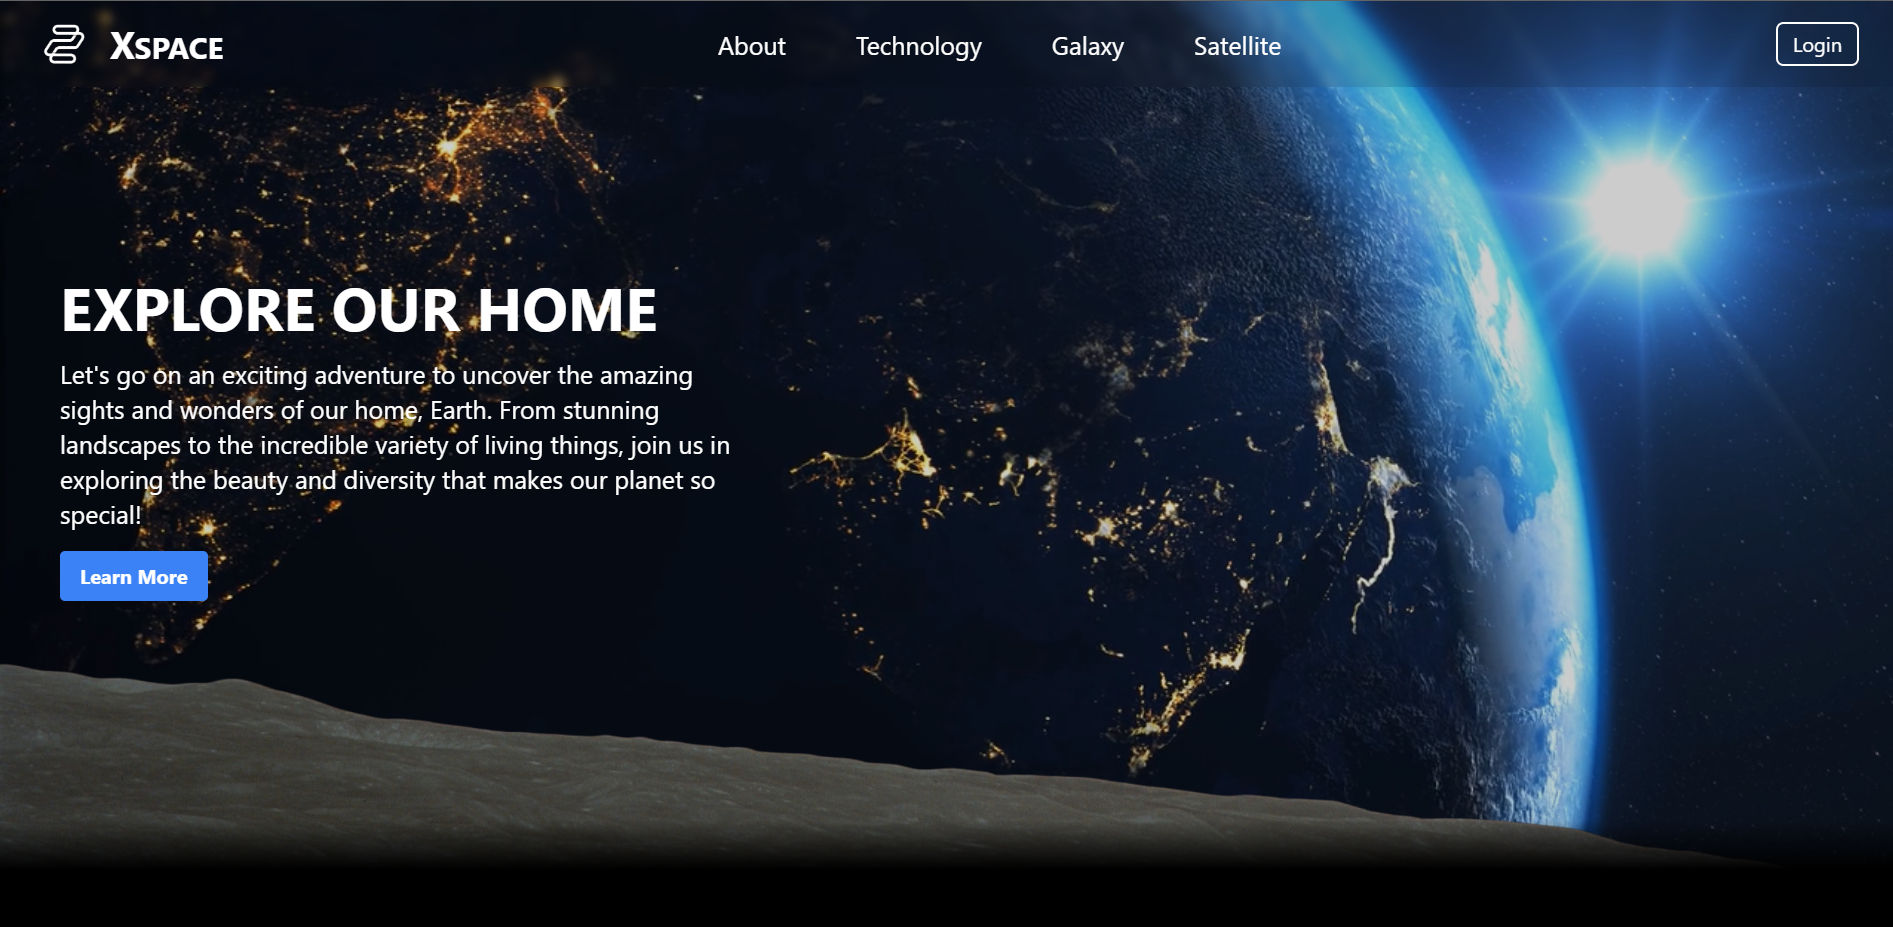 XSPACE
About
Technology
Galaxy
Satellite
Login
EXPLORE OUR HOME
Let's go on an exciting adventure to uncover the amazing
sights and wonders of our home, Earth. From stunning
landscapes to the incredible variety of living things, join us in
exploring the beauty and diversity that makes our planet so
special!
Learn More